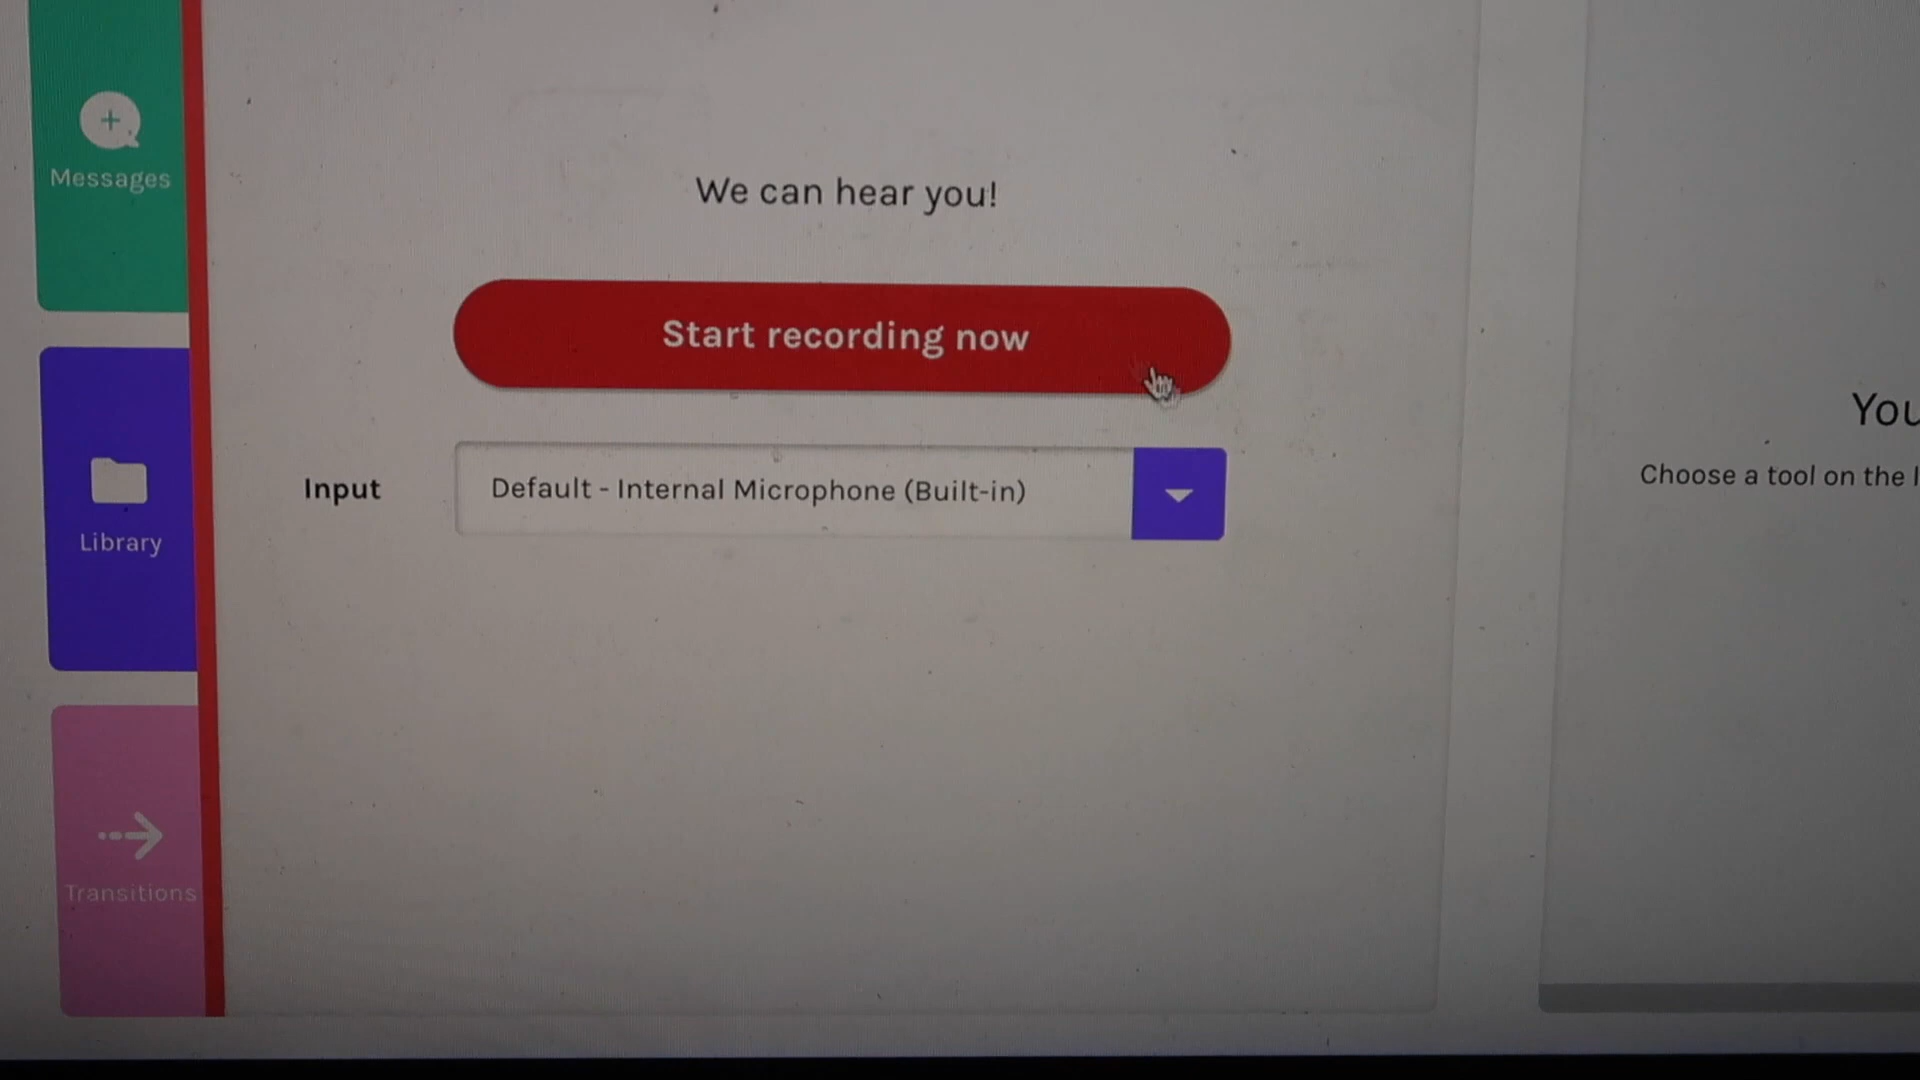 Messages
We can hear you!
Start recording now
Input
Default - Internal Microphone (Built-in)
Library
You
Choose a tool on the l
Transitions